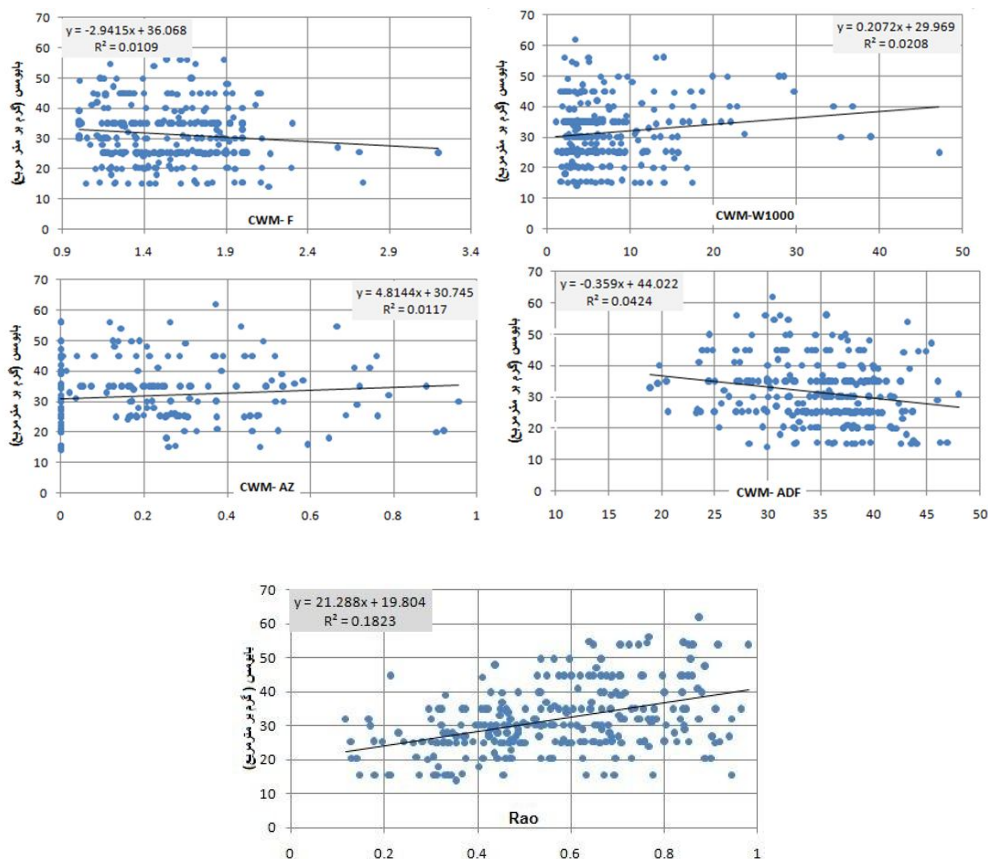 y = -2.9415x + 36.068
R² = 0.0109
70
60
50
40
30
20
10
0
0.9 1.4 1.9 2.4 2.9 3.4
CWM- F
بایومس (گرم بر متر مربع)
y = 0.2072x + 29.969
R² = 0.0208
70
60
50
40
30
20
10
0
0 10 20 30 40 50
CWM-W1000
بایومس (گرم بر متر مربع)
y = 4.8144x + 30.745
R² = 0.0117
70
60
50
40
30
20
10
0
0 0.2 0.4 0.6 0.8 1
CWM- AZ
بایومس (گرم بر متر مربع)
y = -0.359x + 44.022
R² = 0.0424
70
60
50
40
30
20
10
0
10 15 20 25 30 35 40 45 50
CWM- ADF
بایومس (گرم بر متر مربع)
y = 21.288x + 19.804
R² = 0.1823
70
60
50
40
30
20
10
0
0 0.2 0.4 0.6 0.8 1
Rao
بایومس (گرم بر متر مربع)